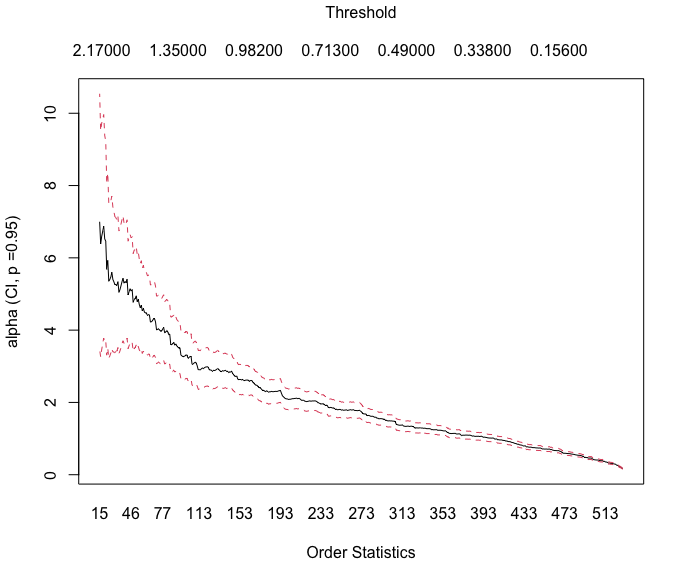 Threshold
2.17000 1.35000 0.98200 0.71300 0.49000 0.33800 0.15600
10
8
6
4
2
0
alpha (CI, p =0.95)
15 46 77 113 153 193 233 273 313 353 393 433 473 513
Order Statistics